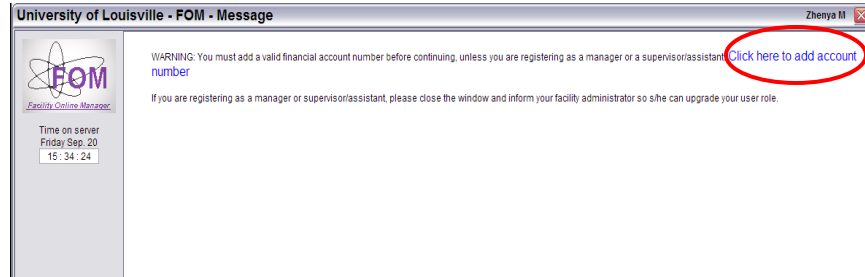 University of Louisville - FOM - Message
Zhenya M
FOM
Facility Online Manager
Time on server
Friday Sep. 20
15 : 34 : 24
WARNING: You must add a valid financial account number before continuing, unless you are registering as a manager or a supervisor/assistant. Click here to add account
number
If you are registering as a manager or supervisor/assistant, please close the window and inform your facility administrator so s/he can upgrade your user role.